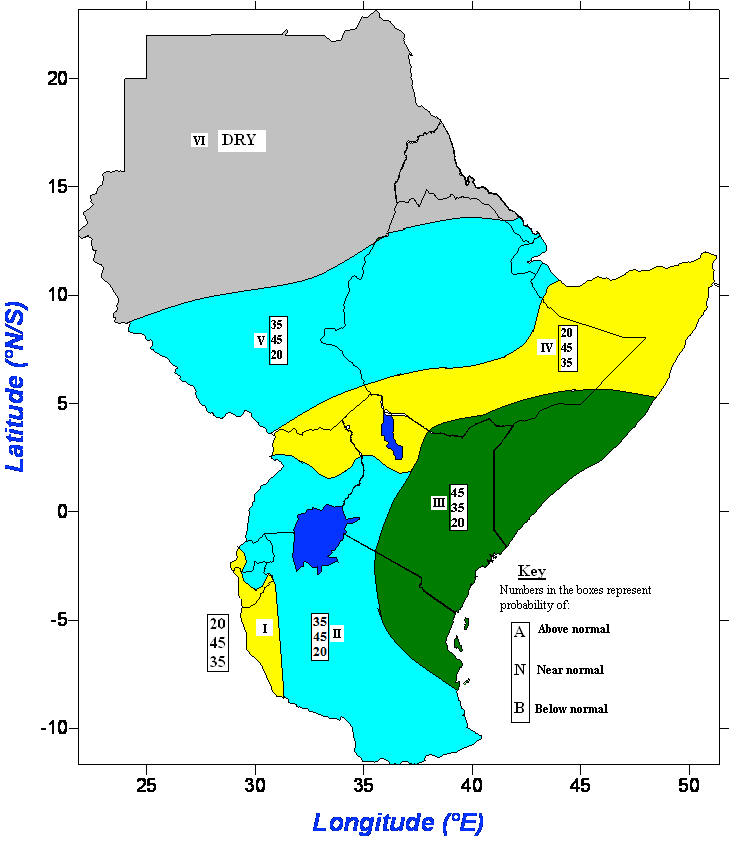 20
15
10
5
0
-5
-10
Latitude (°N/S)
VI DRY
35
V 45
20
20
IV 45
35
45
III 35
20
20
45
35
I
35
45 II
20
Key
Numbers in the boxes represent
probability of:
A Above normal
N Near normal
B Below normal
25 30 35 40 45 50
Longitude (°E)